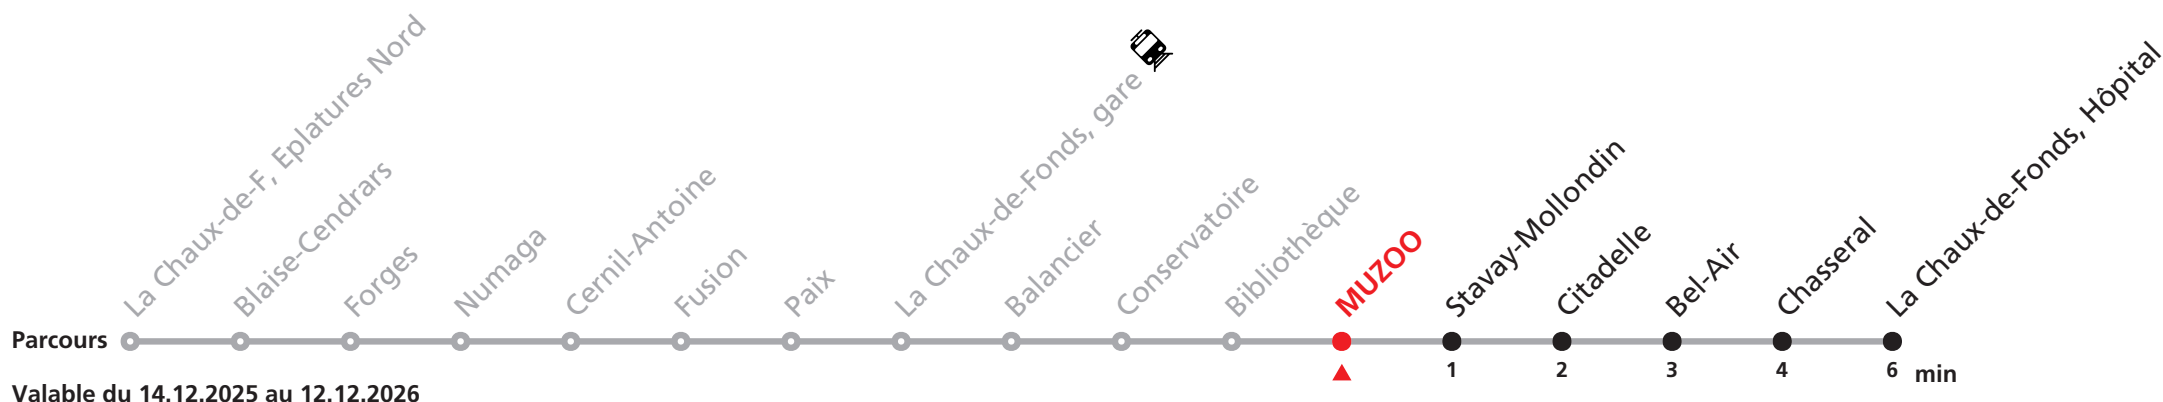 La Chaux-de-F, Eplatures Nord
Blaise-Cendrars
Forges
Numaga
Cernil-Antoine
Fusion
Paix
La Chaux-de-Fonds, gare
Balancier
Conservatoire
Bibliothèque
MUZOO
Stavay-Mollondin
Citadelle
Bel-Air
Chasseral
La Chaux-de-Fonds, Hôpital
Parcours
1 2 3 4 6 min
Valable du 14.12.2025 au 12.12.2026